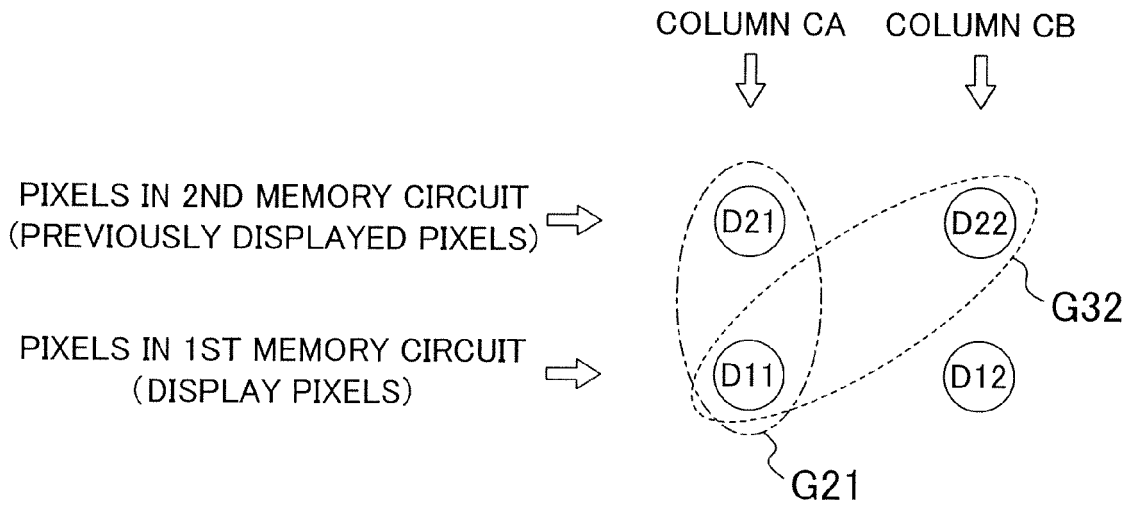 COLUMN CA COLUMN CB
PIXELS IN 2ND MEMORY CIRCUIT
(PREVIOUSLY DISPLAYED PIXELS)
D21 D22
G32
PIXELS IN 1ST MEMORY CIRCUIT
(DISPLAY PIXELS)
D11 D12
G21